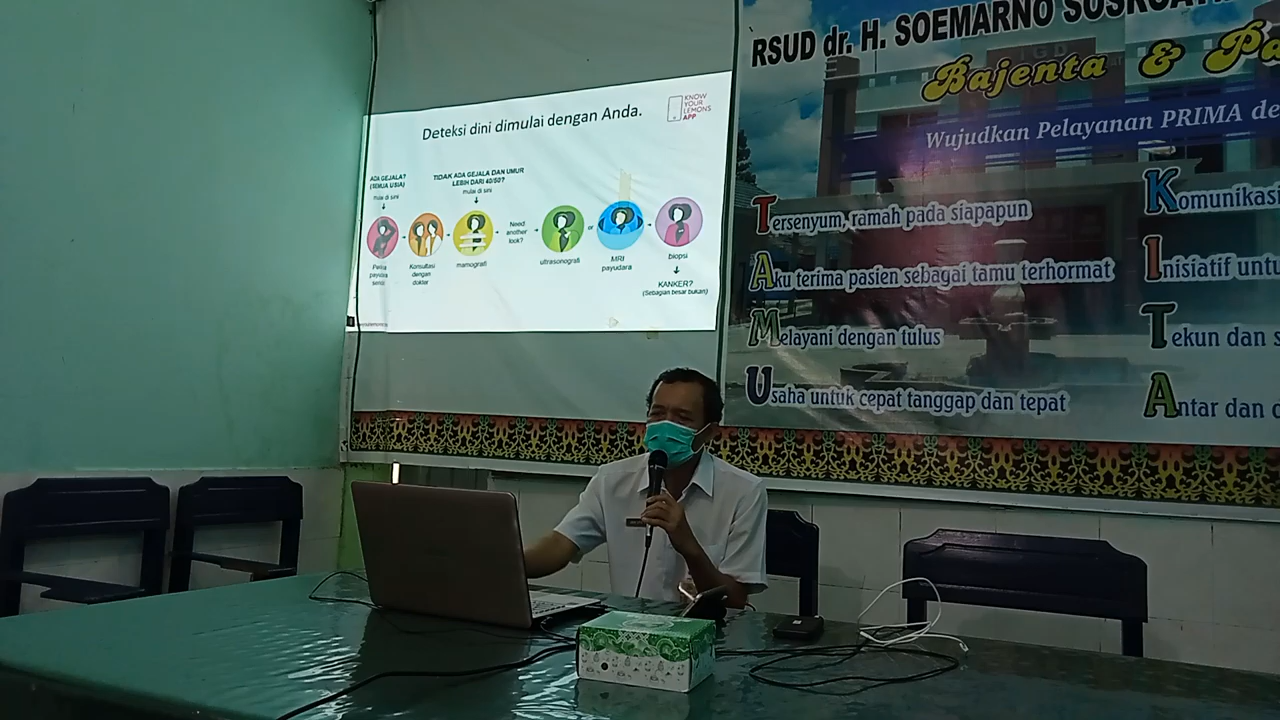 Deteksi dini dimulai dengan Anda.
KNOW
YOUR
LEMONS
APP
ADA GEJALA?
(SEMUA USIA)
mulai di sini
TIDAK ADA GEJALA DAN UMUR
LEBIH DARI 40/50?
mulai di sini
Periksa
payudara
Konsultasi
dengan
dokter
mamografi
Need
another
look?
ultrasonografi
or
MRI
payudara
biopsi
KANKER?
(Sebagian besar bukan)
RSUD dr. H. SOEMARNO
Bajenta & Pa
Wujudkan Pelayanan PRIMA de
IGD
Tersenyum, ramah pada siapapun
Aku terima pasien sebagai tamu terhormat
Melayani dengan tulus
Usaha untuk cepat tanggap dan tepat
Komunikasi
Inisiatif untu
Tekun dan s
Antar dan